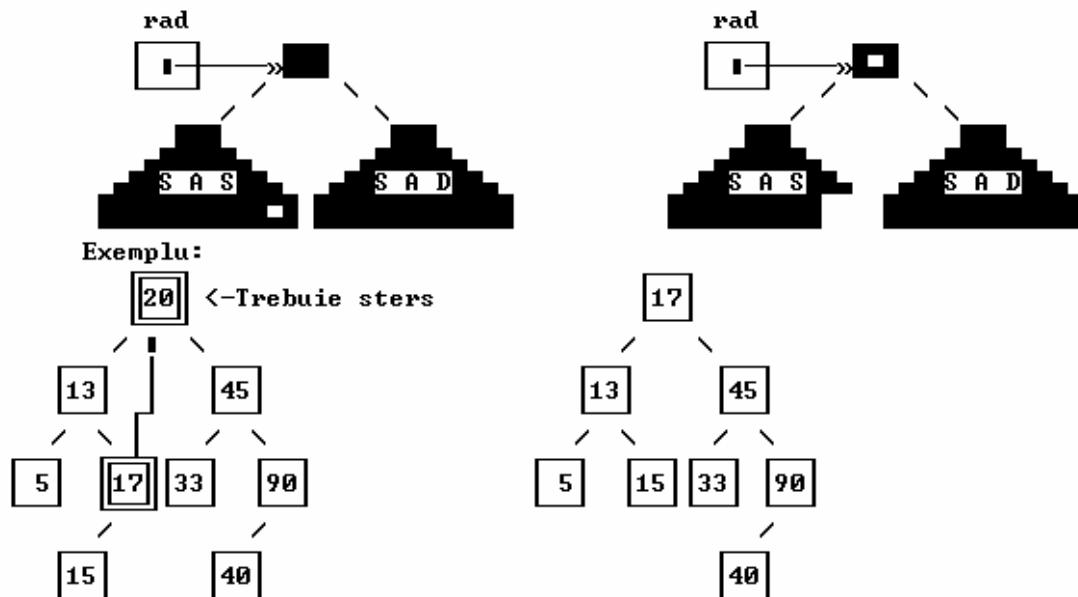 rad rad
S A S S A D S A S S A D
Exemplu:
20 <-Trebuie sters 17
13 45 13 45
5 17 33 90 5 15 33 90
15 40 40